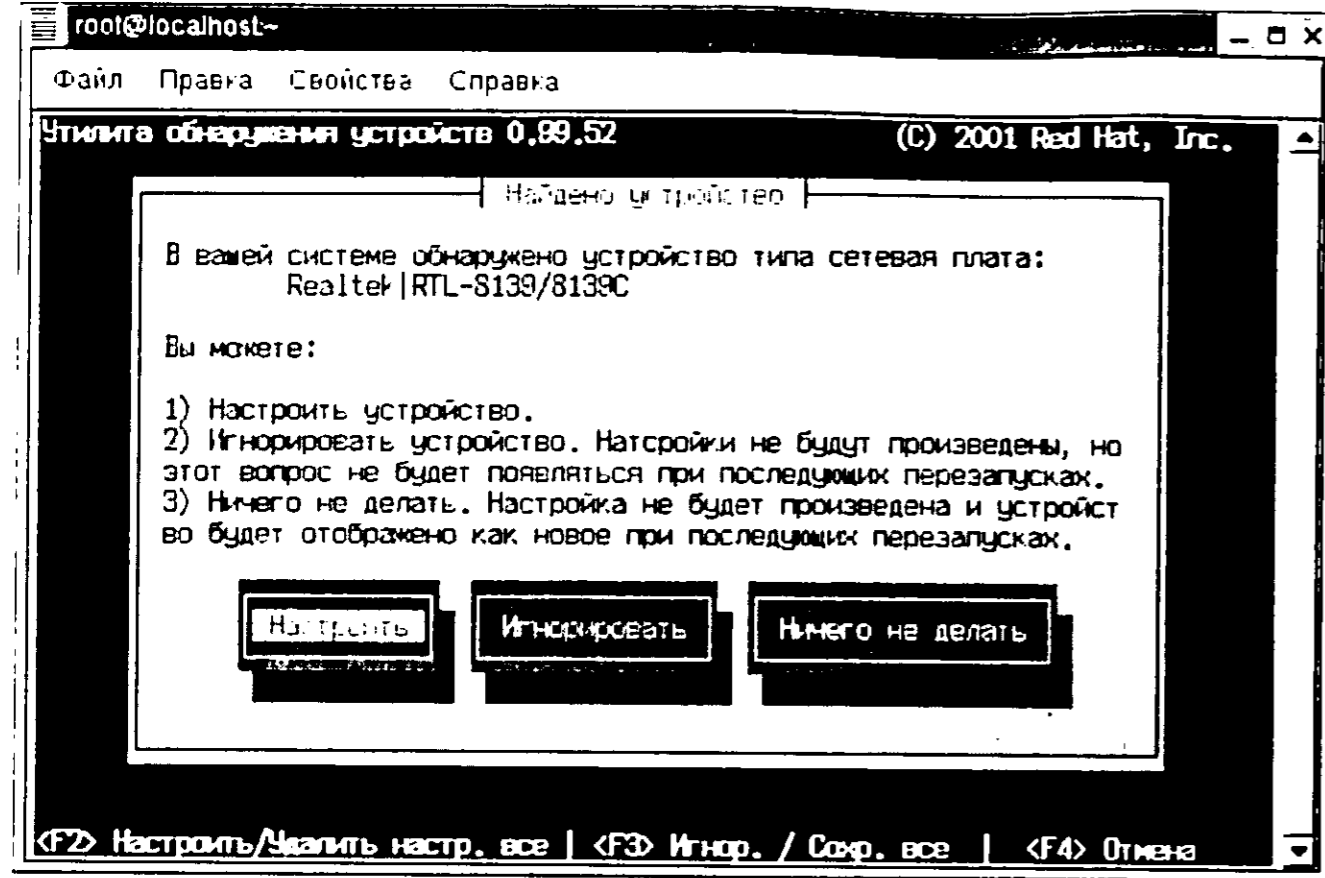 root@localhost:~
Файл Правка Свойства Справка
Утилита обнаружения устройств 0.99.52 (C) 2001 Red Hat, Inc.
Найдено устройство
В вашей системе обнаружено устройство типа сетевая плата:
Realtek|RTL-8139/8139C
Вы можете:
1) Настроить устройство.
2) Игнорировать устройство. Натсройки не будут произведены, но
этот вопрос не будет появляться при последующих перезапусках.
3) Ничего не делать. Настройка не будет произведена и устройст
во будет отображено как новое при последующих перезапусках.
Настроить Игнорировать Ничего не делать
<F2> Настроить/Удалить настр. все | <F3> Игнор. / Сохр. все | <F4> Отмена